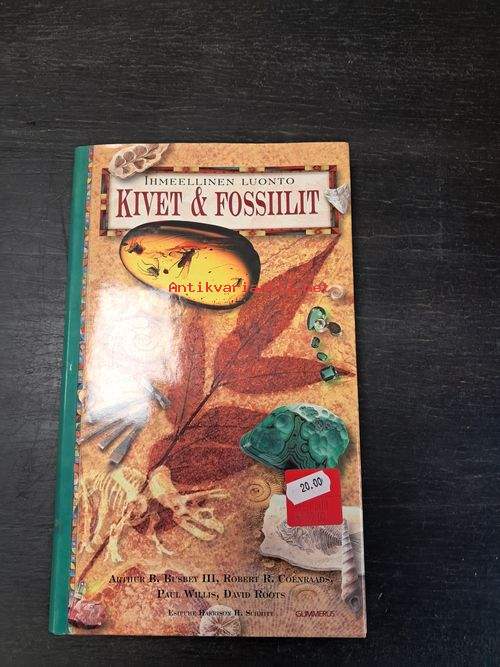 IHMEELLINEN LUONTO
KIVET & FOSSIILIT
20.00
ARTHUR B. BUSBEY III, ROBERT R. COENRAADS,
PAUL WILLIS, DAVID ROOTS
ESIPUHE HARRISON H. SCHMITT
GUMMERUS